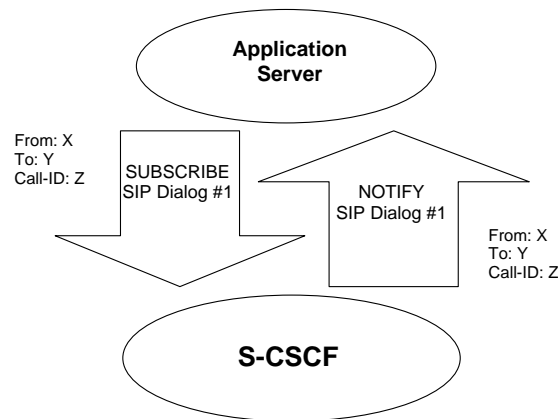 Application
Server
From: X
To: Y
Call-ID: Z
SUBSCRIBE
SIP Dialog #1
NOTIFY
SIP Dialog #1
From: X
To: Y
Call-ID: Z
S-CSCF